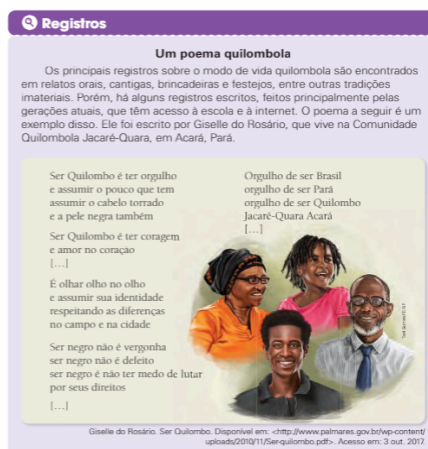 Registros
Um poema quilombola
Os principais registros sobre o modo de vida quilombola são encontrados
em relatos orais, cantigas, brincadeiras e festejos, entre outras tradições
imateriais. Porém, há alguns registros escritos, feitos principalmente pelas
gerações atuais, que têm acesso à escola e à internet. O poema a seguir é um
exemplo disso. Ele foi escrito por Giselle do Rosário, que vive na Comunidade
Quilombola Jacaré-Quara, em Acará, Pará.
Ser Quilombo é ter orgulho
e assumir o pouco que tem
assumir o cabelo torrado
e a pele negra também
Ser Quilombo é ter coragem
e amor no coração
[...]
É olhar olho no olho
e assumir sua identidade
respeitando as diferenças
no campo e na cidade
Ser negro não é vergonha
ser negro não é defeito
ser negro é não ter medo de lutar
por seus direitos
[...]
Orgulho de ser Brasil
orgulho de ser Pará
orgulho de ser Quilombo
Jacaré-Quara Acará
[...]
Giselle do Rosário. Ser Quilombo. Disponível em: <http://www.palmares.gov.br/wp-content/
uploads/2010/11/Ser-quilombo.pdf>. Acesso em: 3 out. 2017